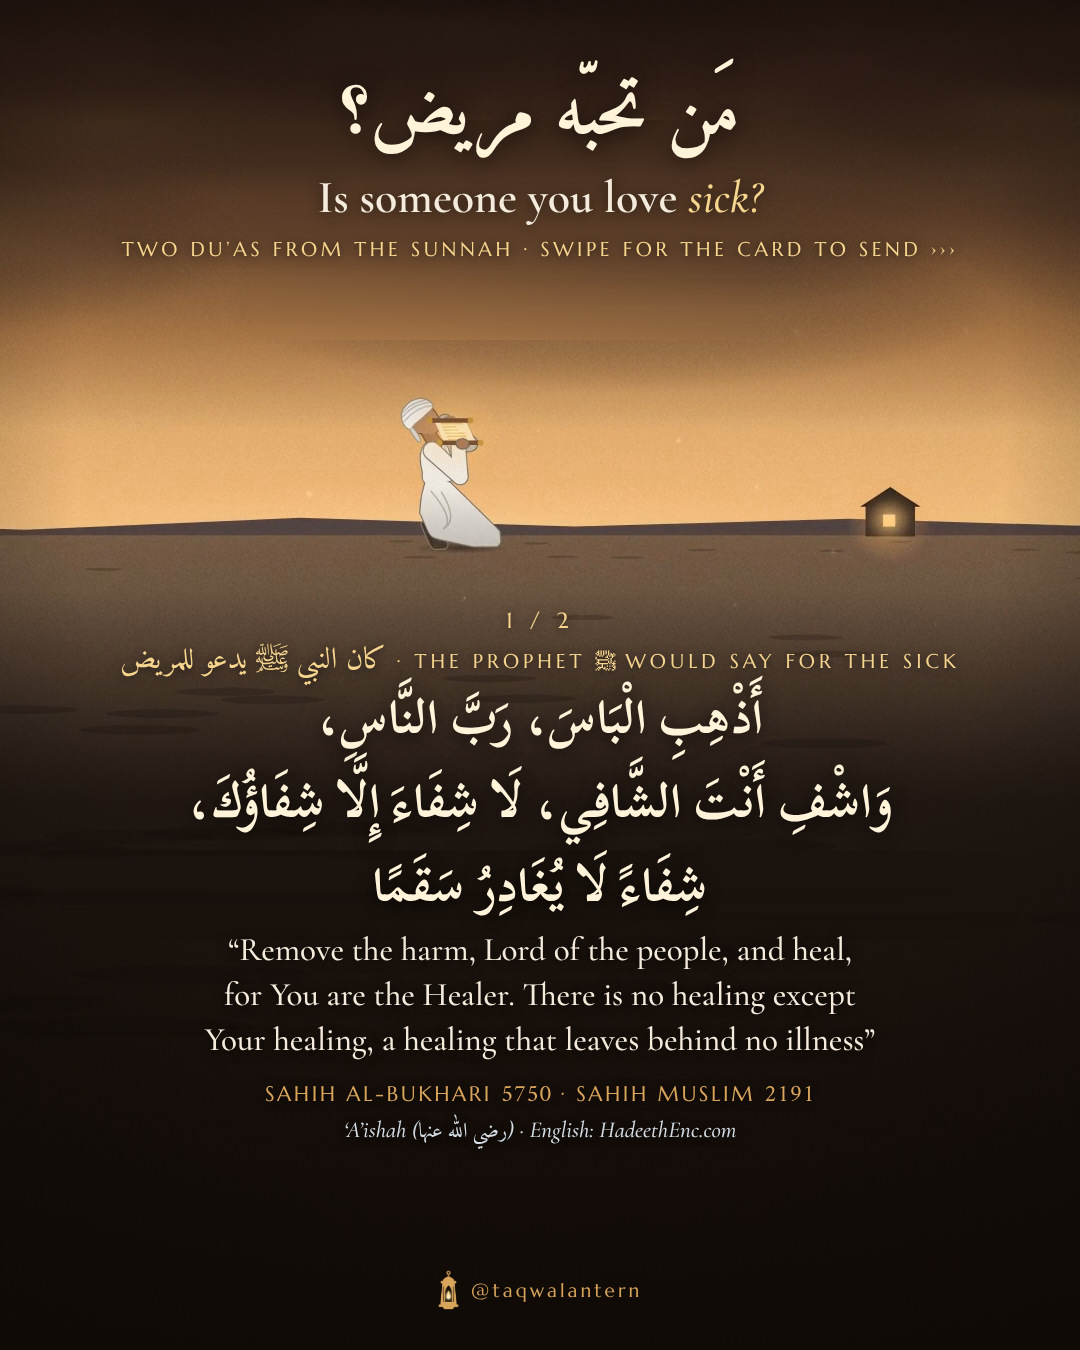 مَن تحبّه مريض؟
Is someone you love sick?
TWO DU'AS FROM THE SUNNAH · SWIPE FOR THE CARD TO SEND ›››
1 / 2
كان النبي ﷺ يدعو للمريض · THE PROPHET ﷺ WOULD SAY FOR THE SICK
أَذْهِبِ الْبَاسَ، رَبَّ النَّاسِ،
وَاشْفِ أَنْتَ الشَّافِي، لَا شِفَاءَ إِلَّا شِفَاؤُكَ،
شِفَاءً لَا يُغَادِرُ سَقَمًا
“Remove the harm, Lord of the people, and heal,
for You are the Healer. There is no healing except
Your healing, a healing that leaves behind no illness”
SAHIH AL-BUKHARI 5750 · SAHIH MUSLIM 2191
‘A’ishah (رضي الله عنها) · English: HadeethEnc.com
@taqwalantern